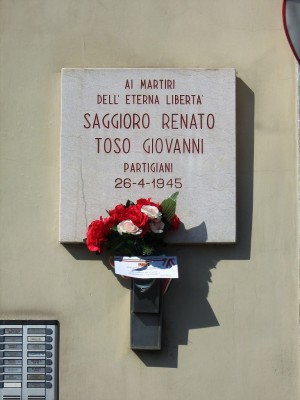 AI MARTIRI
DELL' ETERNA LIBERTA'
SAGGIORO RENATO
TOSO GIOVANNI
PARTIGIANI
26-4-1945